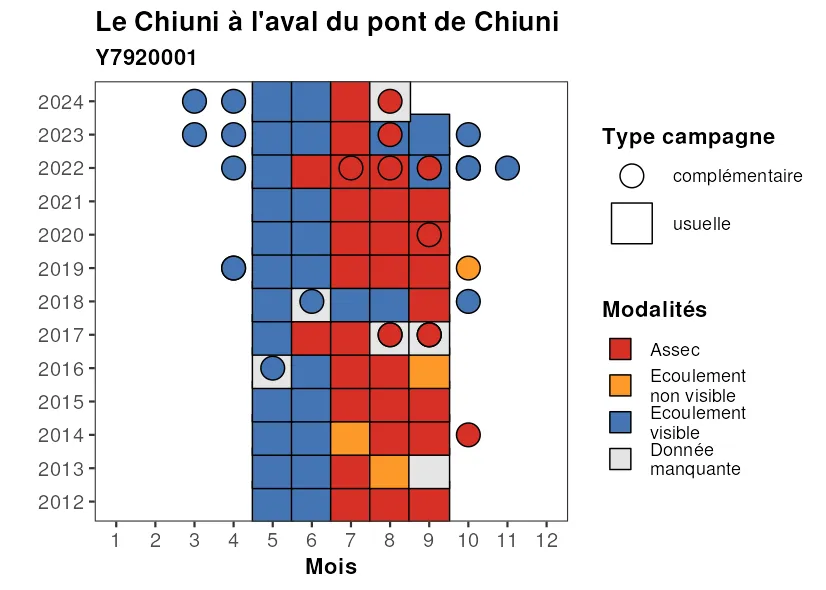 Le Chiuni à l'aval du pont de Chiuni
Y7920001
2024
2023
2022
2021
2020
2019
2018
2017
2016
2015
2014
2013
2012
1 2 3 4 5 6 7 8 9 10 11 12
Mois
Type campagne
complémentaire
usuelle
Modalités
Assec
Ecoulement
non visible
Ecoulement
visible
Donnée
manquante